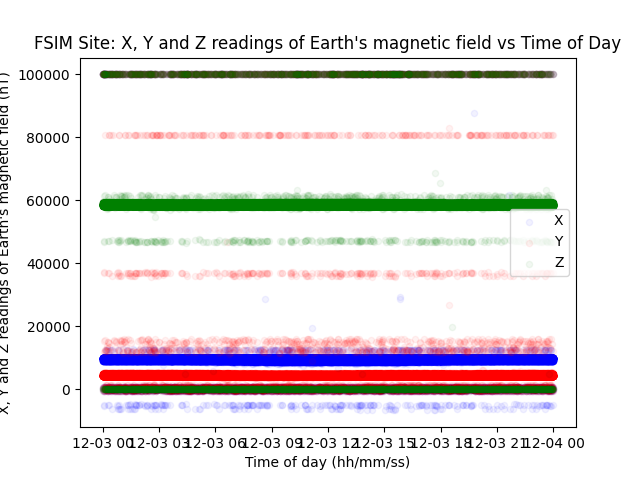 FSIM Site: X, Y and Z readings of Earth's magnetic field vs Time of Day
X, Y and Z readings of Earth's magnetic field (nT)
100000
80000
60000
40000
20000
0
X
Y
Z
12-03 00 12-03 03 12-03 06 12-03 09 12-03 12 12-03 15 12-03 18 12-03 21 12-04 00
Time of day (hh/mm/ss)